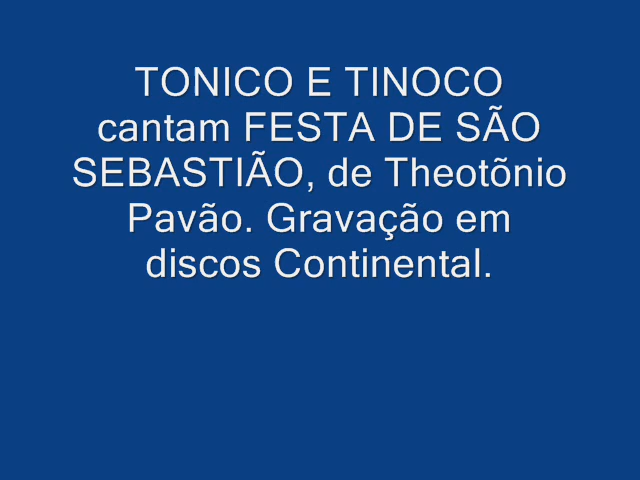 TONICO E TINOCO
cantam FESTA DE SÃO
SEBASTIÃO, de Theotõnio
Pavão. Gravação em
discos Continental.